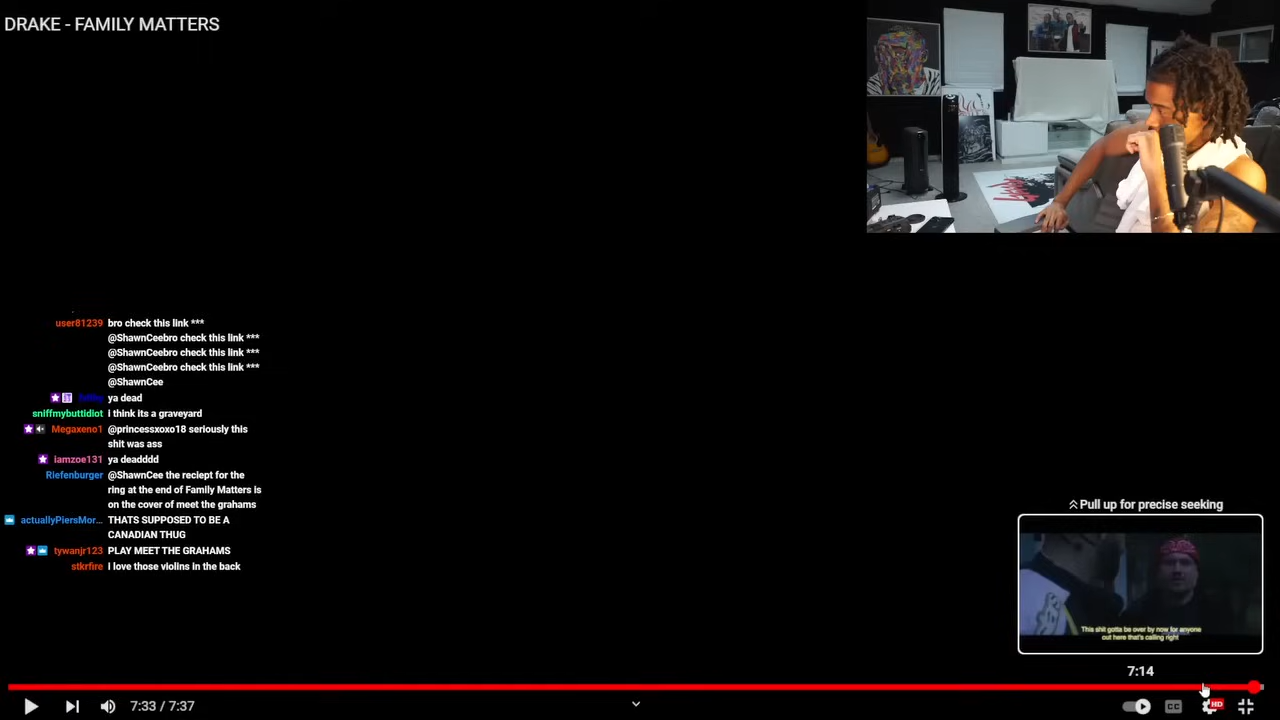 DRAKE - FAMILY MATTERS
user81239 bro check this link ***
@ShawnCeebro check this link ***
@ShawnCeebro check this link ***
@ShawnCeebro check this link ***
@ShawnCee
ya dead
sniffmybuttidiot i think its a graveyard
Megaxeno1 @princessxoxo18 seriously this
shit was ass
iamzoe131 ya deadddd
Riefenburger @ShawnCee the reciept for the
ring at the end of Family Matters is
on the cover of meet the grahams
actuallyPiersMor... THATS SUPPOSED TO BE A
CANADIAN THUG
tywanjr123 PLAY MEET THE GRAHAMS
stkrfire i love those violins in the back
Pull up for precise seeking
This shit gotta be over by now for anyone
out here that's calling right
7:14
7:33 / 7:37
CC
HD